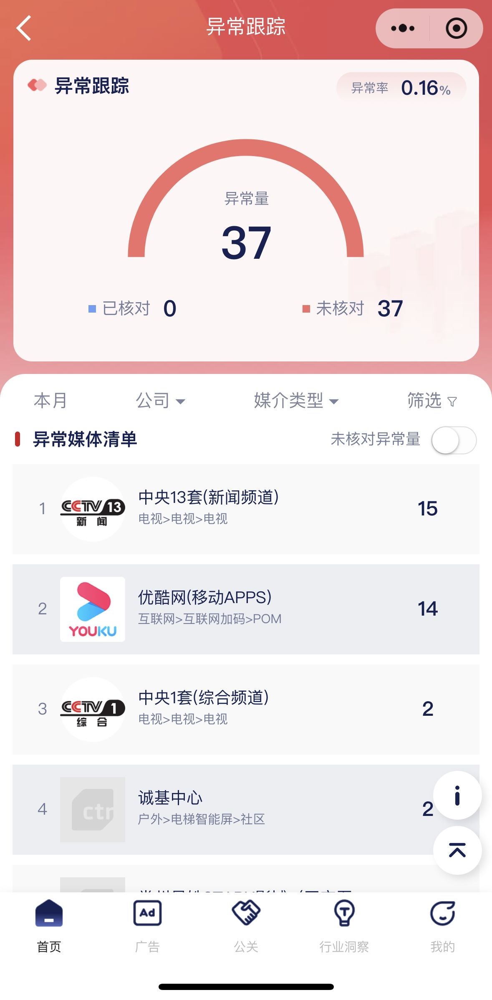 异常跟踪
异常跟踪
异常率 0.16%
异常量
37
已核对 0
未核对 37
本月 公司 媒介类型 筛选
异常媒体清单
未核对异常量
1
CCTV 13
新 闻
中央13套(新闻频道)
电视>电视>电视
15
2
YOUKU
优酷网(移动APPS)
互联网>互联网加码>POM
14
3
CCTV 1
综 合
中央1套(综合频道)
电视>电视>电视
2
4
ctr
诚基中心
户外>电梯智能屏>社区
2
Ad
首页 广告 公关 行业洞察 我的